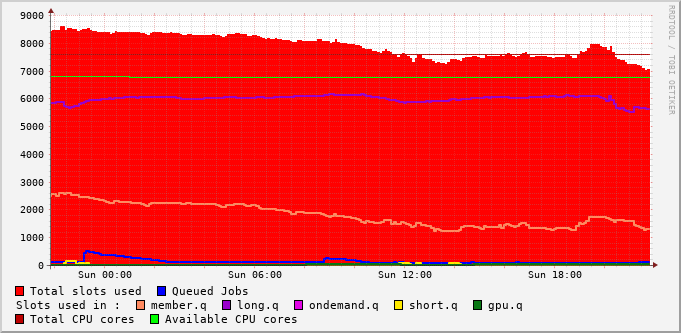 9000
8000
7000
6000
5000
4000
3000
2000
1000
0
Sun 00:00 Sun 06:00 Sun 12:00 Sun 18:00
Total slots used Queued Jobs
Slots used in : member.q long.q ondemand.q short.q gpu.q
Total CPU cores Available CPU cores
RRDTOOL / TOBI OETIKER